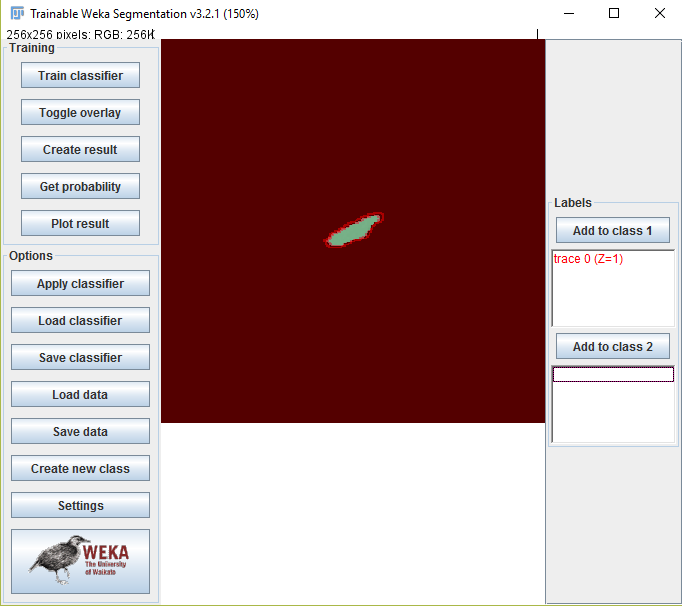 Trainable Weka Segmentation v3.2.1 (150%)
256x256 pixels; RGB; 256K
Training
Train classifier
Toggle overlay
Create result
Get probability
Plot result
Options
Apply classifier
Load classifier
Save classifier
Load data
Save data
Create new class
Settings
WEKA
The University
of Waikato
Labels
Add to class 1
trace 0 (Z=1)
Add to class 2